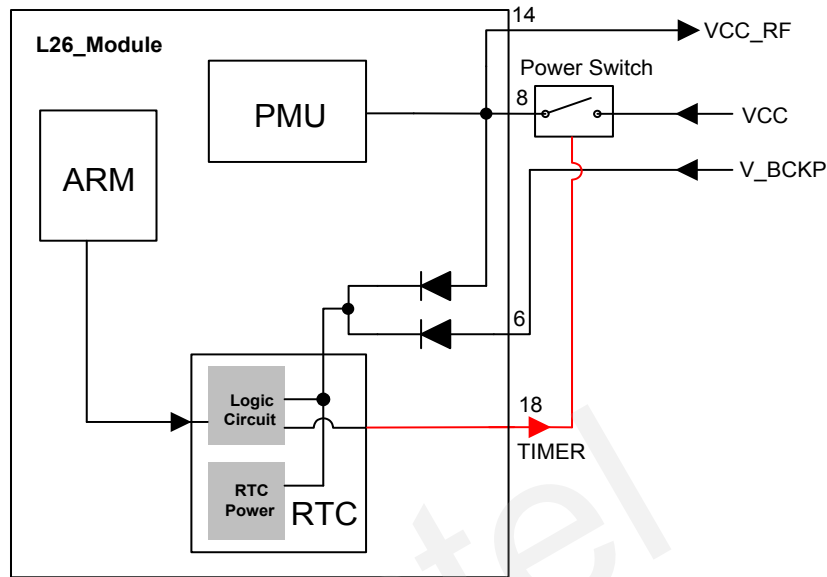 14
VCC_RF
L26_Module
Power Switch
8
PMU
VCC
ARM
V_BCKP
6
Logic
Circuit
18
TIMER
RTC
Power
RTC